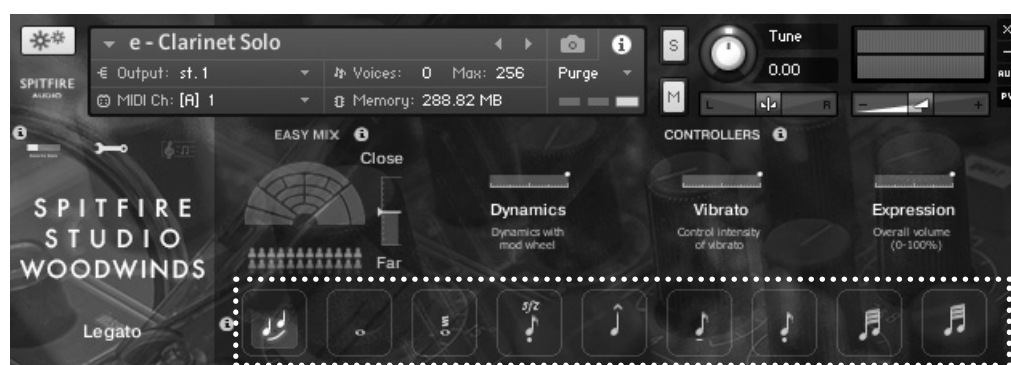 e - Clarinet Solo
S
Tune
Output: st. 1
Voices: 0 Max: 256
Purge
0.00
SPITFIRE
AUDIO
MIDI Ch: [A] 1
Memory: 288.82 MB
M
L
R
AU
PV
EASY MIX
CONTROLLERS
Close
SPITFIRE
STUDIO
WOODWINDS
Dynamics
Dynamics with
mod wheel
Vibrato
Control intensity
of vibrato
Expression
Overall volume
(0-100%)
Far
Legato
sfz